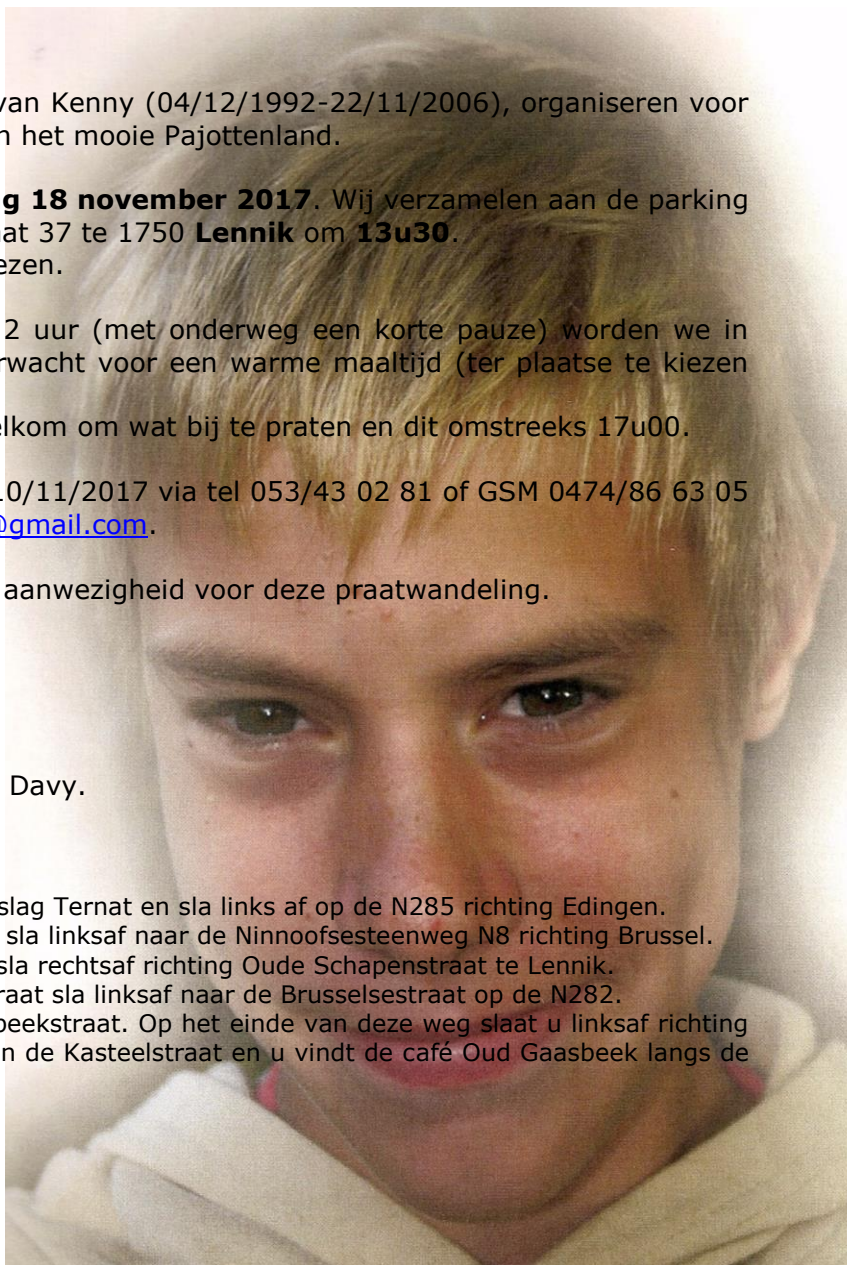 van Kenny (04/12/1992-22/11/2006), organiseren voor
het mooie Pajottenland.
18 november 2017. Wij verzamelen aan de parking
37 te 1750 Lennik om 13u30.
2 uur (met onderweg een korte pauze) worden we in
voor een warme maaltijd (ter plaatse te kiezen
om wat bij te praten en dit omstreeks 17u00.
10/11/2017 via tel 053/43 02 81 of GSM 0474/86 63 05
@gmail.com.
aanwezigheid voor deze praatwandeling.
Davy.
slag Ternat en sla links af op de N285 richting Edingen.
sla linksaf naar de Ninnoofsesteenweg N8 richting Brussel.
sla rechtsaf richting Oude Schapenstraat te Lennik.
raat sla linksaf naar de Brusselsestraat op de N282.
beekstraat. Op het einde van deze weg slaat u linksaf richting
de Kasteelstraat en u vindt de café Oud Gaasbeek langs de